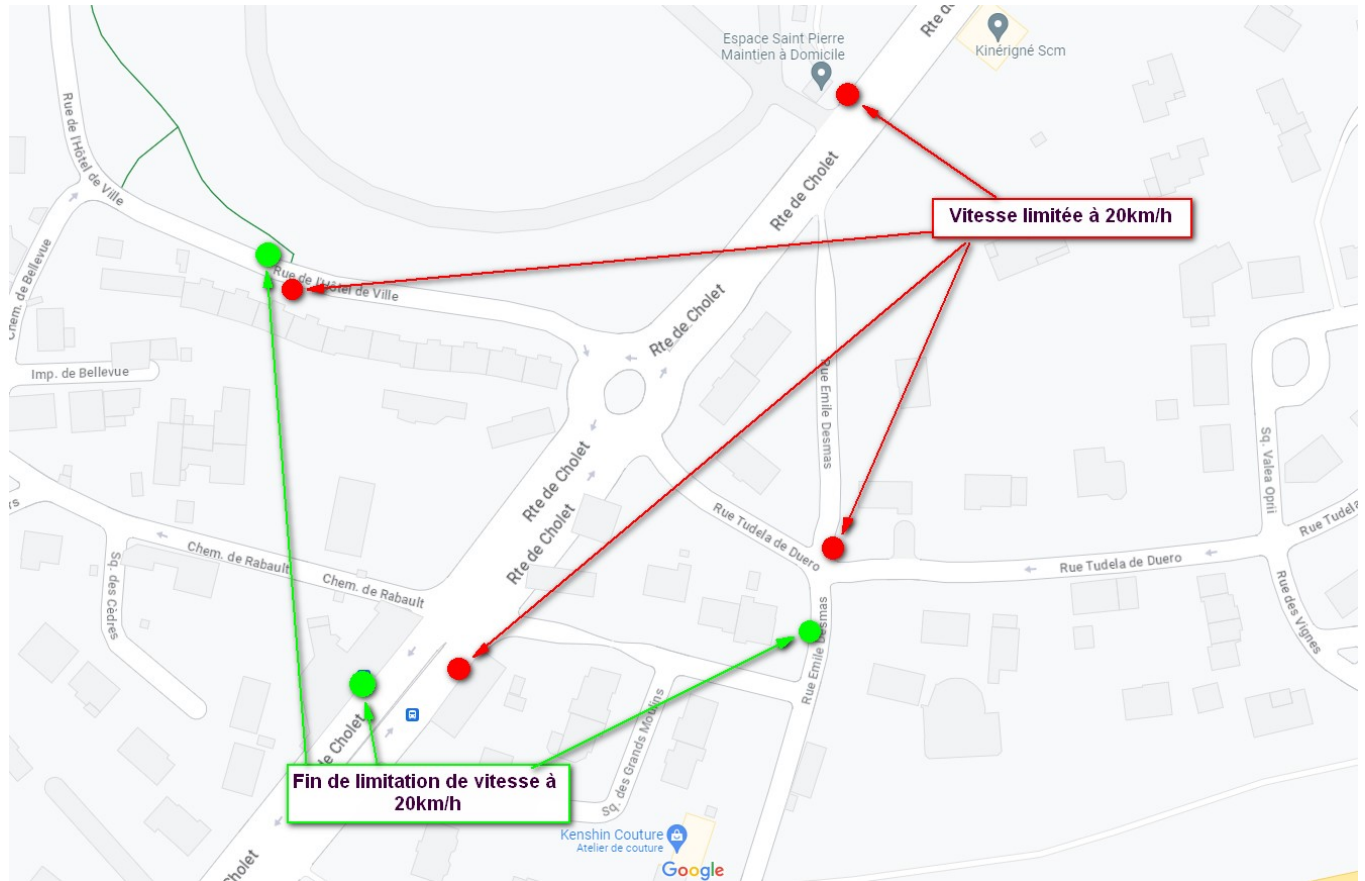 Rte d
Espace Saint Pierre
Maintien à Domicile
Kinérigné Scm
Rue de l'Hôtel de Ville
Rte de Cholet
Vitesse limitée à 20km/h
Chem. de Bellevue
Rue de l'Hôtel de Ville
Rte de Cholet
Imp. de Bellevue
Rue Emile Desmas
Rte de Cholet
Rte de Cholet
Sq. Valea Oprii
Rue Tudela de Duero
Rue Tudela
Chem. de Rabault
Chem. de Rabault
Rue Tudela de Duero
Sq. des Cèdres
Rue des Vignes
Rue Emile Desmas
de Cholet
Sq. des Grands Moulins
Fin de limitation de vitesse à
20km/h
Kenshin Couture
Atelier de couture
Google
holet